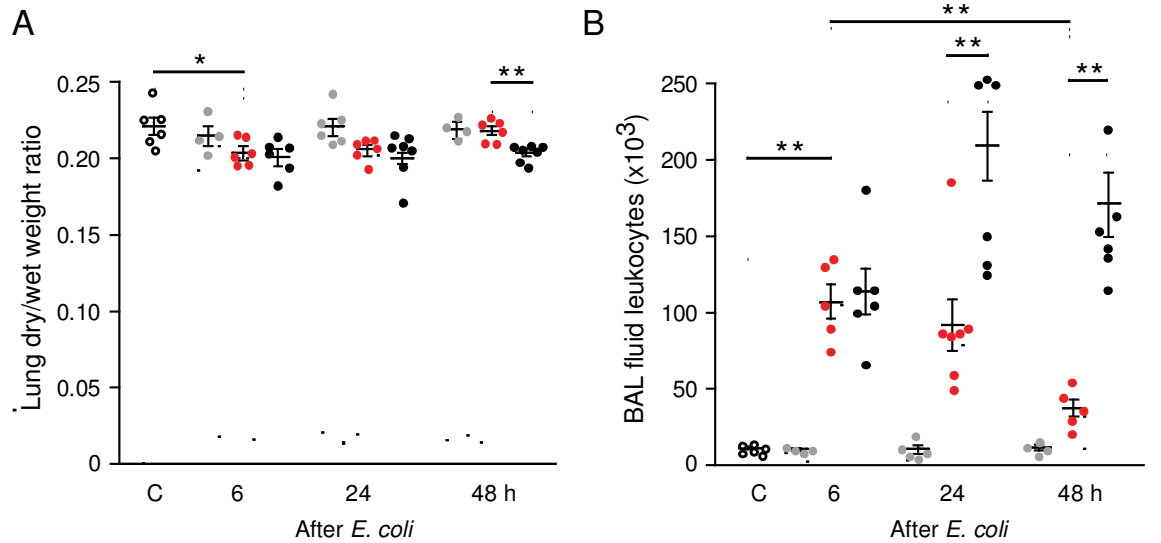 A
*
**
0.25
0.20
0.15
0.10
0.05
0
Lung dry/wet weight ratio
C 6 24 48 h
After E. coli
B
**
**
**
**
250
200
150
100
50
0
BAL fluid leukocytes (x10³)
C 6 24 48 h
After E. coli